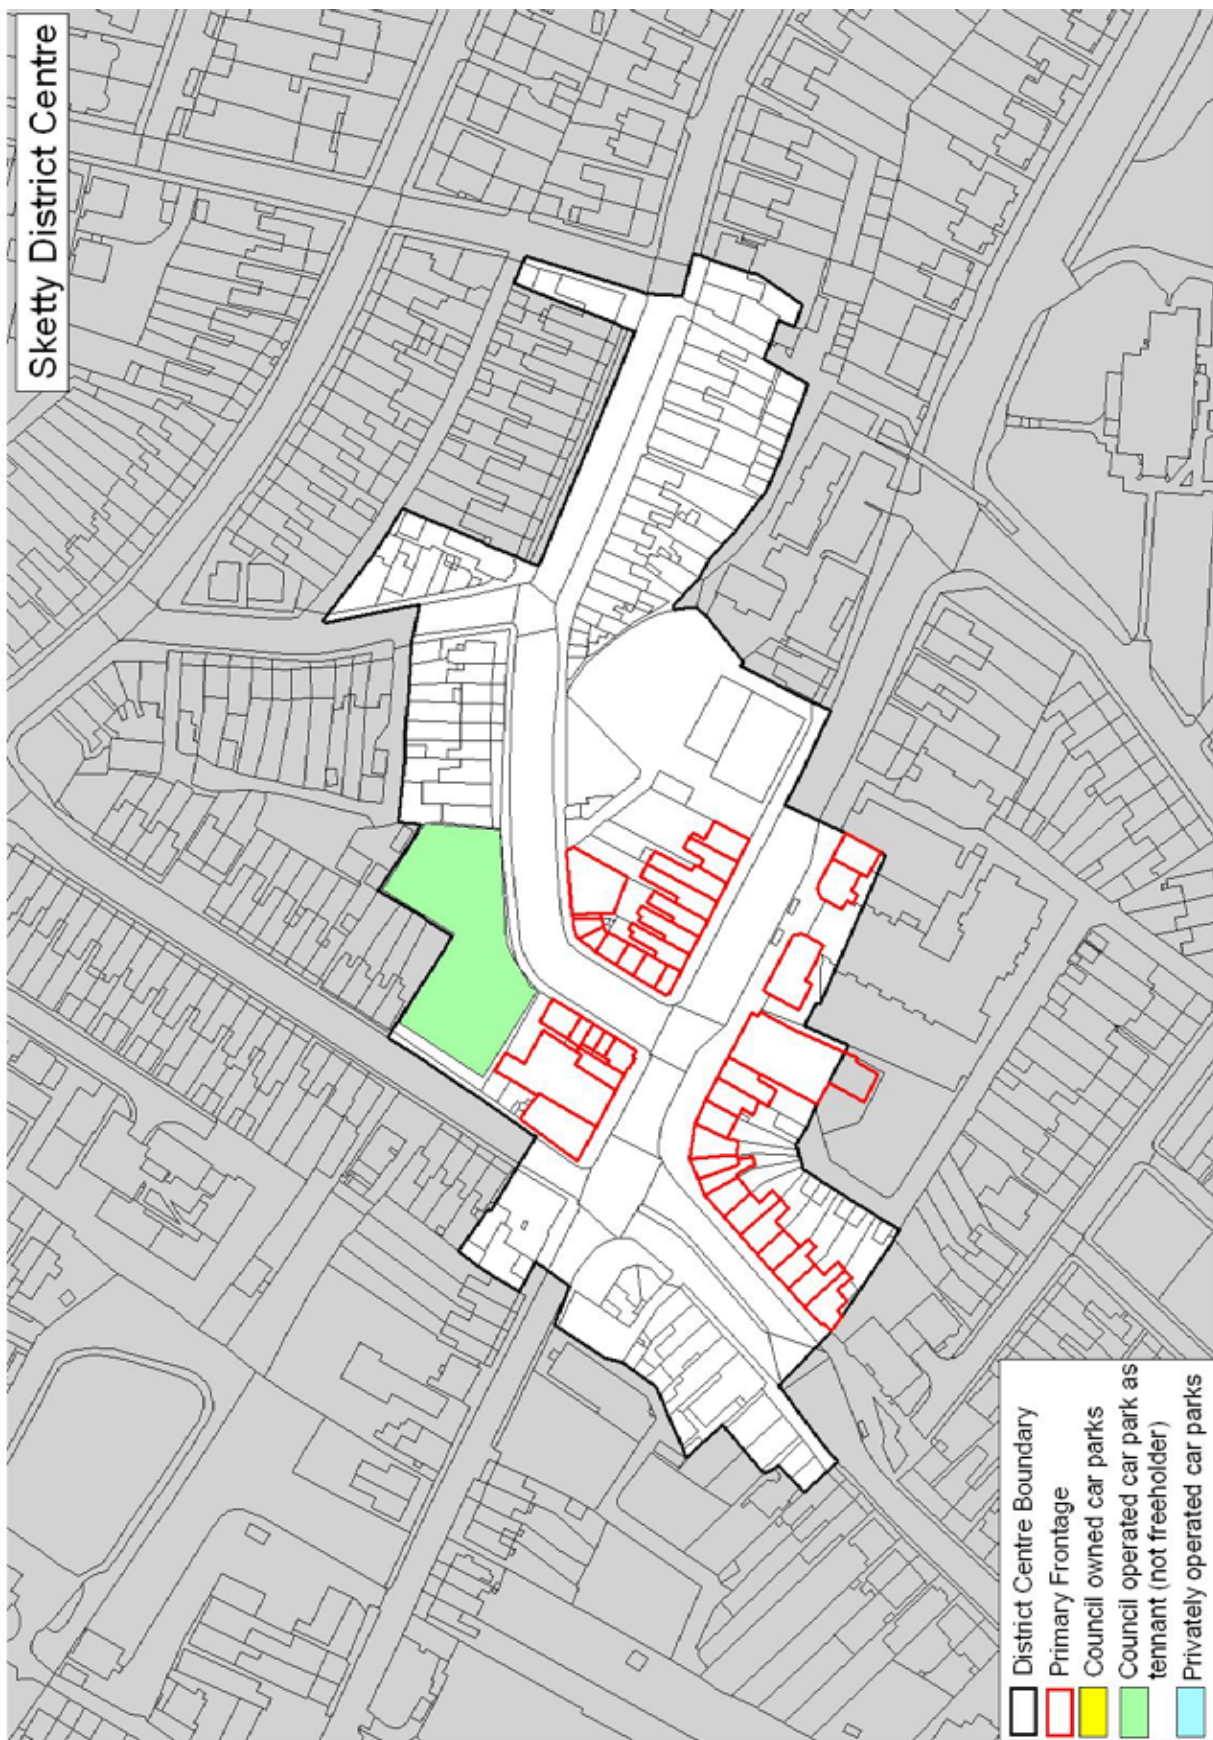 Sketty District Centre
District Centre Boundary
Primary Frontage
Council owned car parks
Council operated car park as
tennant (not freeholder)
Privately operated car parks